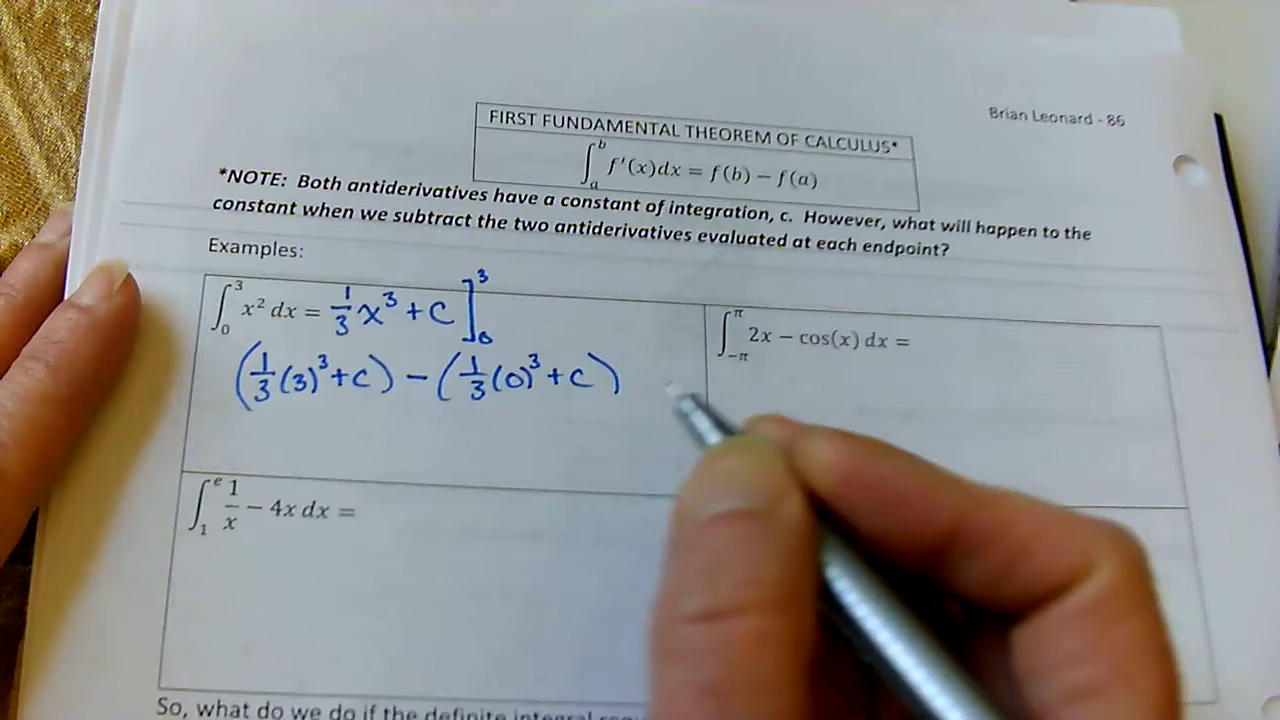 Brian Leonard - 86
FIRST FUNDAMENTAL THEOREM OF CALCULUS*
∫_a^b f'(x)dx = f(b) − f(a)
*NOTE: Both antiderivatives have a constant of integration, c. However, what will happen to the
constant when we subtract the two antiderivatives evaluated at each endpoint?
Examples:
∫_0^3 x² dx = 1/3 x³ + C ]_0^3
(1/3 (3)³ + C) − (1/3 (0)³ + C)
∫_{−π}^{π} 2x − cos(x) dx =
∫_1^e 1/x − 4x dx =
So, what do we do if the definite integral